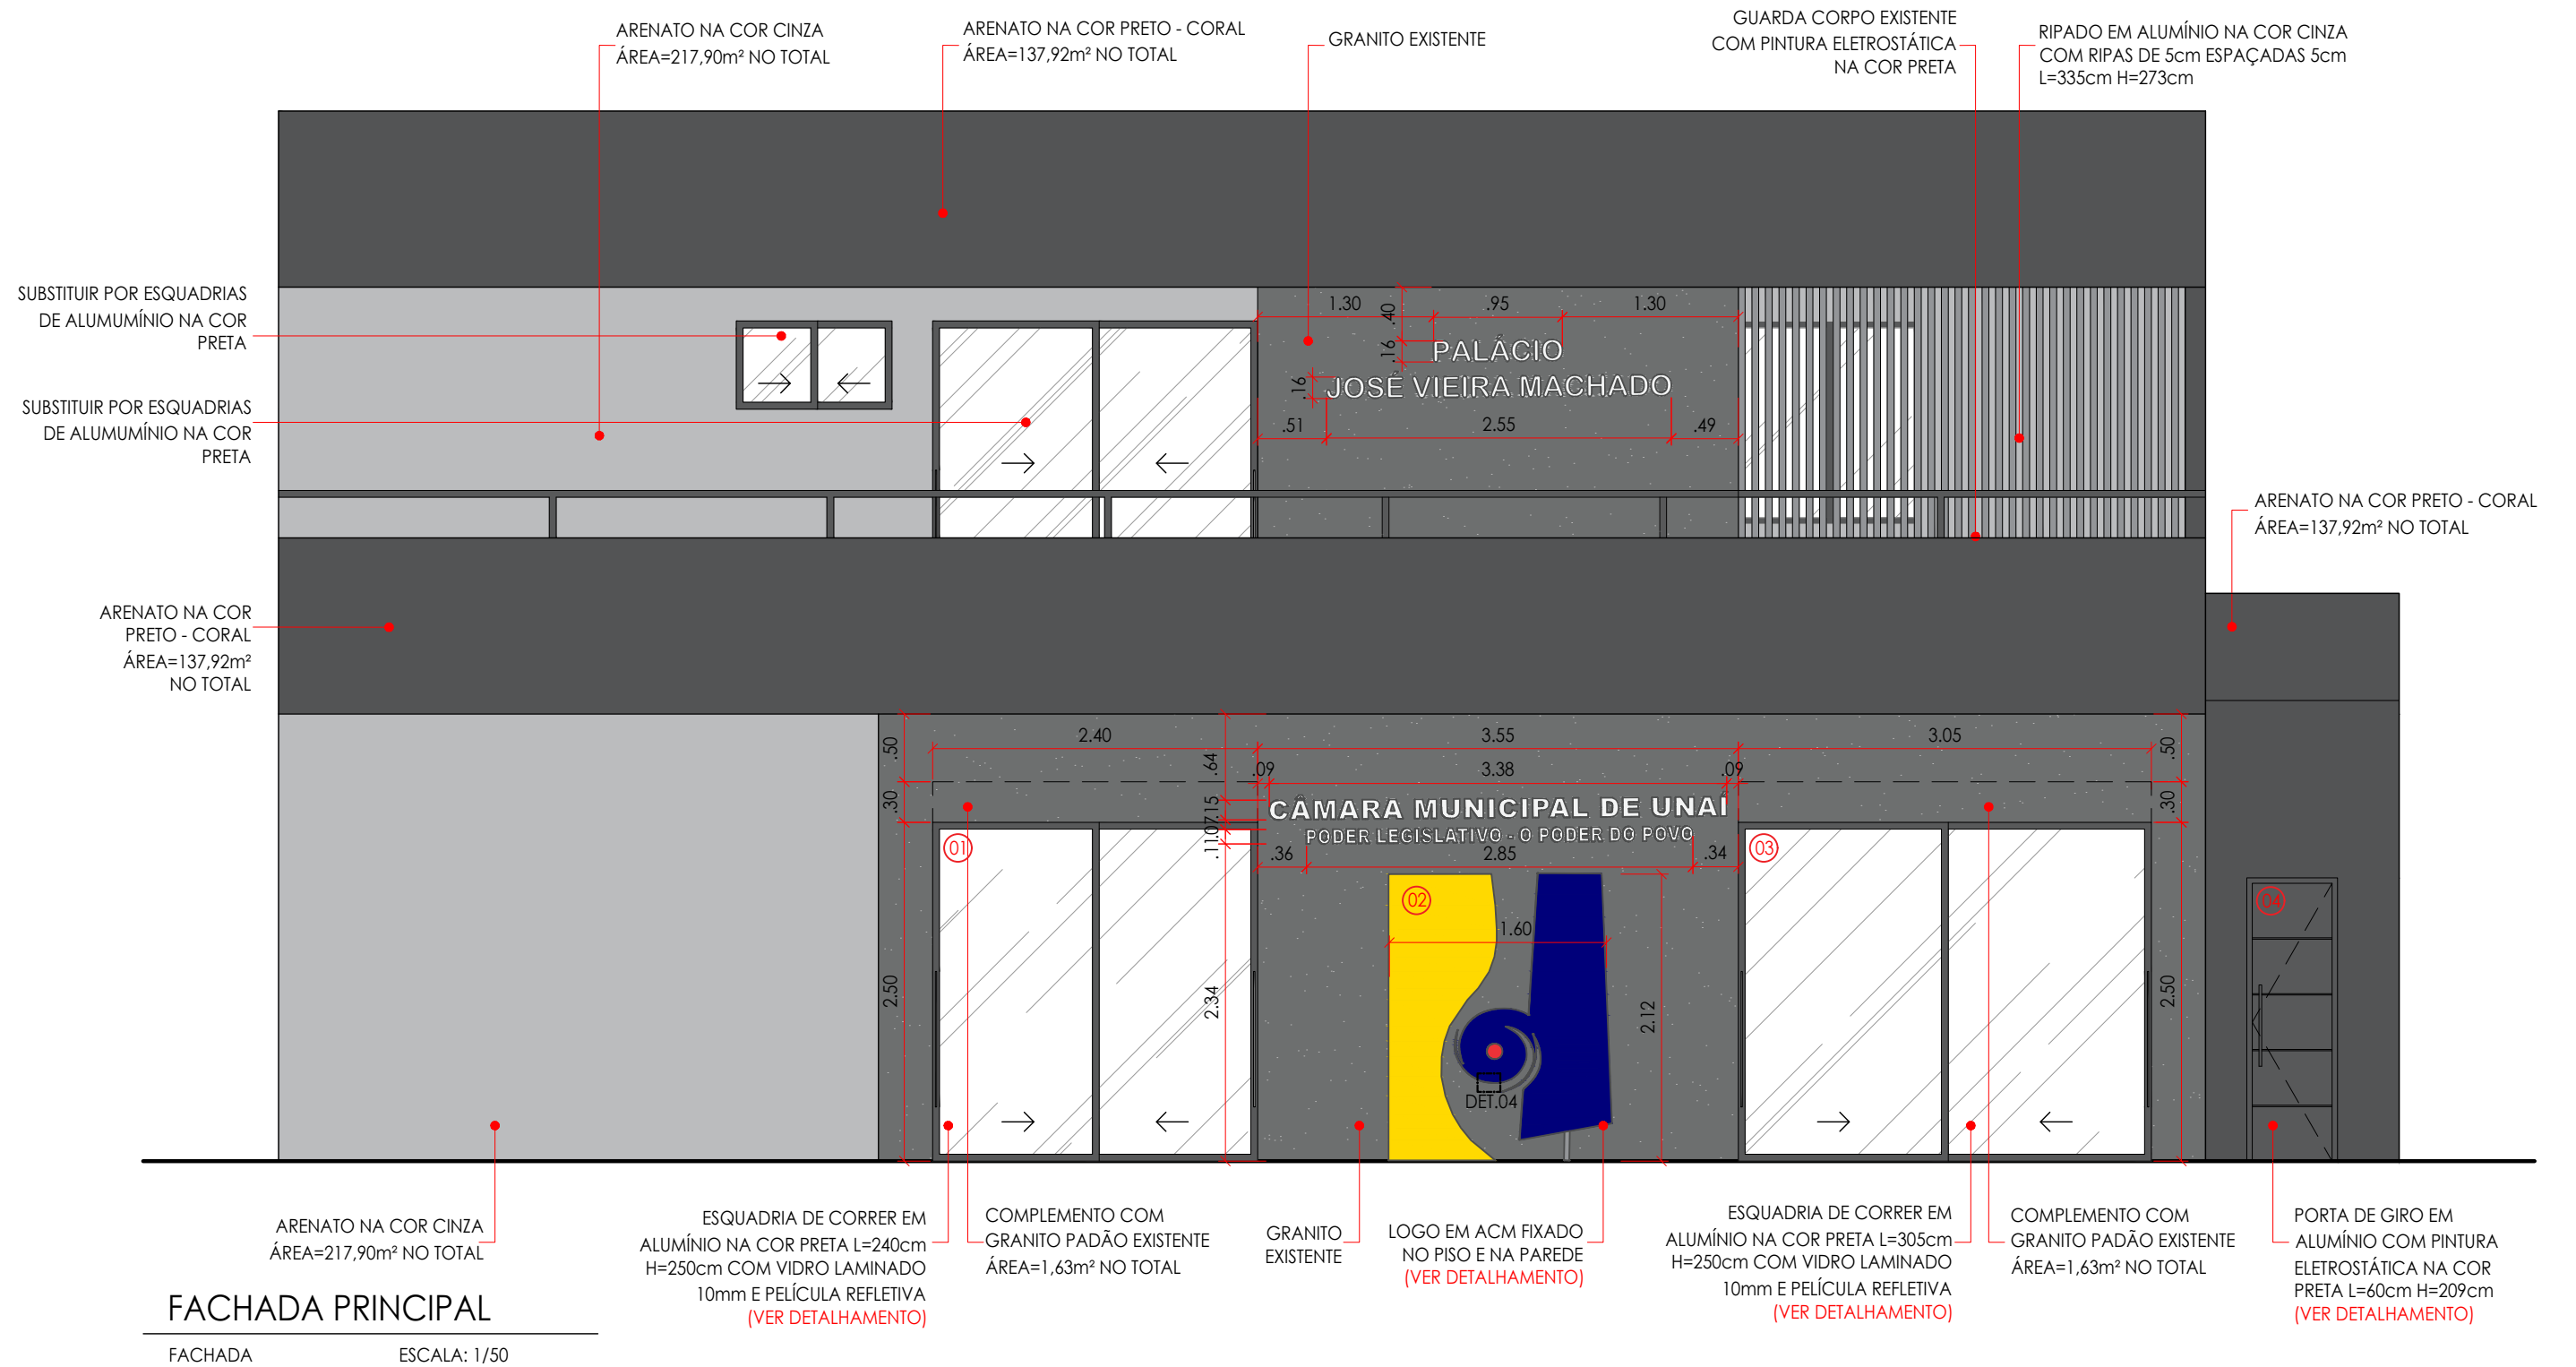 ARENATO NA COR CINZA
ÁREA=217,90m² NO TOTAL
ARENATO NA COR PRETO - CORAL
ÁREA=137,92m² NO TOTAL
GRANITO EXISTENTE
GUARDA CORPO EXISTENTE
COM PINTURA ELETROSTÁTICA
NA COR PRETA
RIPADO EM ALUMÍNIO NA COR CINZA
COM RIPAS DE 5cm ESPAÇADAS 5cm
L=335cm H=273cm
SUBSTITUIR POR ESQUADRIAS
DE ALUMUMÍNIO NA COR
PRETA
SUBSTITUIR POR ESQUADRIAS
DE ALUMUMÍNIO NA COR
PRETA
1.30
.40
.95
1.30
.16
PALÁCIO
.16
JOSÉ VIEIRA MACHADO
.51
2.55
.49
ARENATO NA COR PRETO - CORAL
ÁREA=137,92m² NO TOTAL
ARENATO NA COR
PRETO - CORAL
ÁREA=137,92m²
NO TOTAL
.50
2.40
.64
3.55
3.05
.50
.09
3.38
.09
.30
.15
CÂMARA MUNICIPAL DE UNAÍ
.30
.07
PODER LEGISLATIVO - O PODER DO POVO
.11
01
.36
2.85
.34
03
02
04
1.60
2.50
2.34
2.12
2.50
DET.04
ARENATO NA COR CINZA
ÁREA=217,90m² NO TOTAL
ESQUADRIA DE CORRER EM
ALUMÍNIO NA COR PRETA L=240cm
H=250cm COM VIDRO LAMINADO
10mm E PELÍCULA REFLETIVA
(VER DETALHAMENTO)
COMPLEMENTO COM
GRANITO PADÃO EXISTENTE
ÁREA=1,63m² NO TOTAL
GRANITO
EXISTENTE
LOGO EM ACM FIXADO
NO PISO E NA PAREDE
(VER DETALHAMENTO)
ESQUADRIA DE CORRER EM
ALUMÍNIO NA COR PRETA L=305cm
H=250cm COM VIDRO LAMINADO
10mm E PELÍCULA REFLETIVA
(VER DETALHAMENTO)
COMPLEMENTO COM
GRANITO PADÃO EXISTENTE
ÁREA=1,63m² NO TOTAL
PORTA DE GIRO EM
ALUMÍNIO COM PINTURA
ELETROSTÁTICA NA COR
PRETA L=60cm H=209cm
(VER DETALHAMENTO)
FACHADA PRINCIPAL
FACHADA ESCALA: 1/50